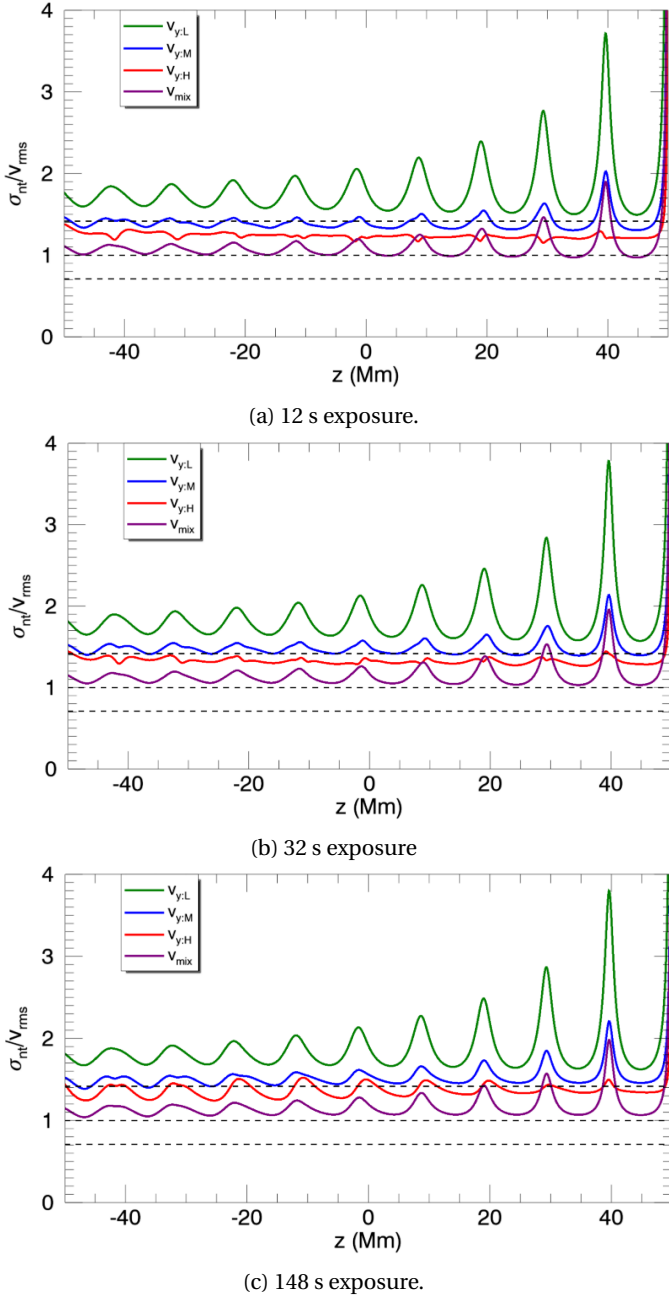 4
3
2
1
0
σnt/vrms
vy:L
vy:M
vy:H
vmix
-40
-20
0
20
40
z (Mm)
(a) 12 s exposure.
4
3
2
1
0
σnt/vrms
vy:L
vy:M
vy:H
vmix
-40
-20
0
20
40
z (Mm)
(b) 32 s exposure
4
3
2
1
0
σnt/vrms
vy:L
vy:M
vy:H
vmix
-40
-20
0
20
40
z (Mm)
(c) 148 s exposure.